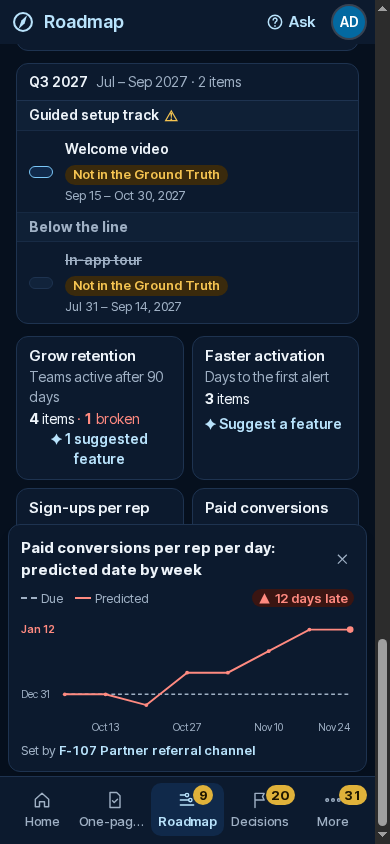 Roadmap
Ask
AD
Q3 2027 Jul – Sep 2027 · 2 items
Guided setup track ⚠
Welcome video
Not in the Ground Truth
Sep 15 – Oct 30, 2027
Below the line
In-app tour
Not in the Ground Truth
Jul 31 – Sep 14, 2027
Grow retention
Teams active after 90
days
4 items · 1 broken
✦ 1 suggested
feature
Faster activation
Days to the first alert
3 items
✦ Suggest a feature
Sign-ups per rep
Paid conversions
Paid conversions per rep per day:
predicted date by week
Due
Predicted
▲ 12 days late
Jan 12
Dec 31
Oct 13
Oct 27
Nov 10
Nov 24
Set by F-107 Partner referral channel
Home
One-pag…
Roadmap
9
Decisions
20
More
31